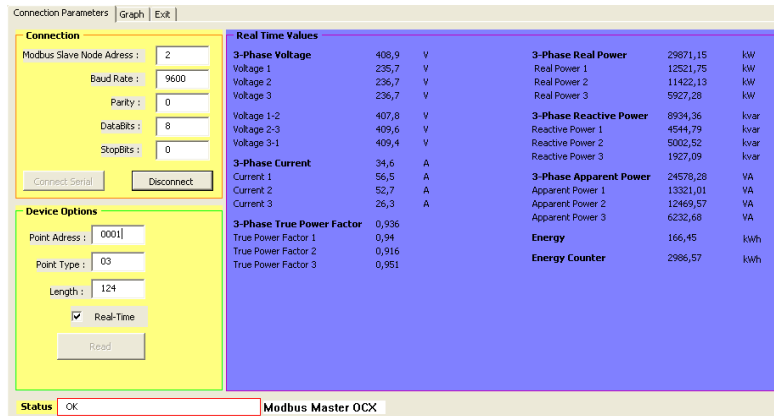 Connection Parameters Graph Exit
Connection
Modbus Slave Node Adress : 2
Baud Rate : 9600
Parity : 0
DataBits : 8
StopBits : 0
Connect Serial Disconnect
Device Options
Point Adress : 0001
Point Type : 03
Length : 124
Real-Time
Read
Real Time Values
3-Phase Voltage 408,9 V
Voltage 1 235,7 V
Voltage 2 236,7 V
Voltage 3 236,7 V
Voltage 1-2 407,8 V
Voltage 2-3 409,6 V
Voltage 3-1 409,4 V
3-Phase Current 34,6 A
Current 1 56,5 A
Current 2 52,7 A
Current 3 26,3 A
3-Phase True Power Factor 0,936
True Power Factor 1 0,94
True Power Factor 2 0,916
True Power Factor 3 0,951
3-Phase Real Power 29871,15 kW
Real Power 1 12521,75 kW
Real Power 2 11422,13 kW
Real Power 3 5927,28 kW
3-Phase Reactive Power 8934,36 kvar
Reactive Power 1 4544,79 kvar
Reactive Power 2 5002,52 kvar
Reactive Power 3 1927,09 kvar
3-Phase Apparent Power 24578,28 VA
Apparent Power 1 13321,01 VA
Apparent Power 2 12469,57 VA
Apparent Power 3 6232,68 VA
Energy 166,45 kWh
Energy Counter 2986,57 kWh
Status OK Modbus Master OCX